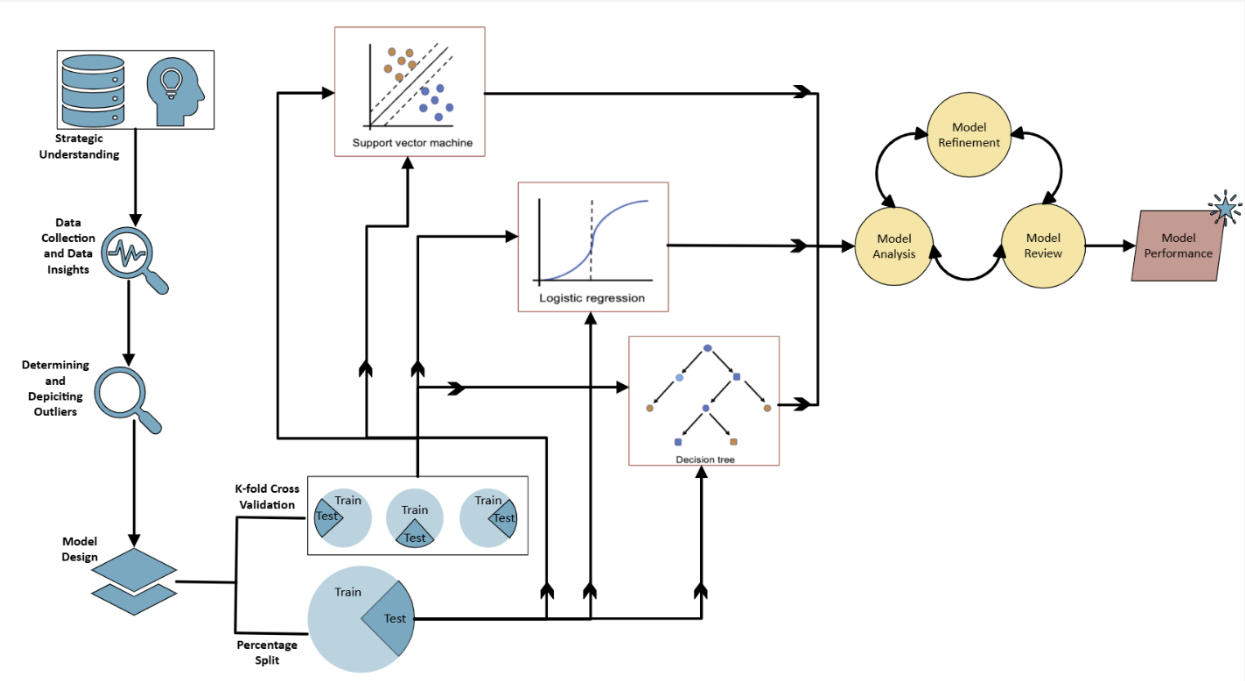 Strategic
Understanding
Data
Collection
and Data
Insights
Determining
and
Depiciting
Outliers
Model
Design
K-fold Cross
Validation
Train
Test
Train
Test
Train
Test
Train
Test
Percentage
Split
Support vector machine
Logistic regression
Decision tree
Model
Refinement
Model
Analysis
Model
Review
Model
Performance